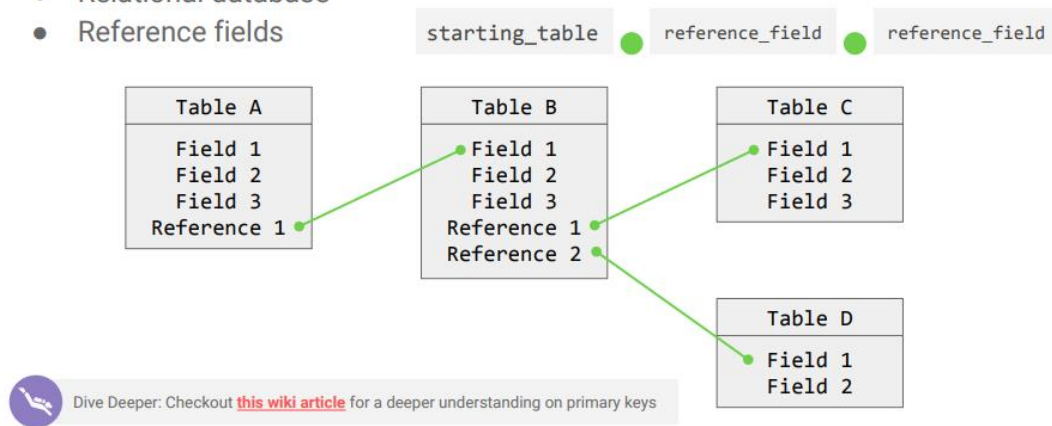 Relational database
Reference fields
starting_table reference_field reference_field
Table A
Field 1
Field 2
Field 3
Reference 1
Table B
Field 1
Field 2
Field 3
Reference 1
Reference 2
Table C
Field 1
Field 2
Field 3
Table D
Field 1
Field 2
Dive Deeper: Checkout this wiki article for a deeper understanding on primary keys